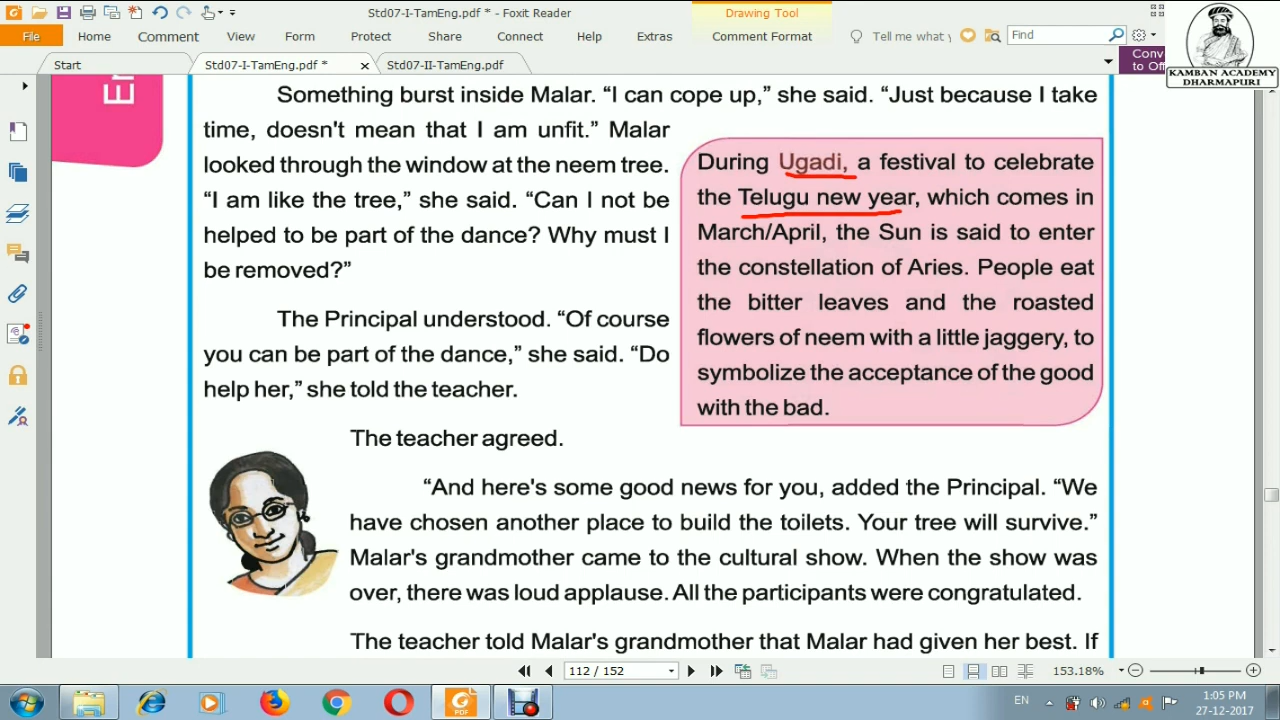 Std07-I-TamEng.pdf * - Foxit Reader
Drawing Tool
File
Home
Comment
View
Form
Protect
Share
Connect
Help
Extras
Comment Format
Tell me what y
Find
Start
Std07-I-TamEng.pdf *
Std07-II-TamEng.pdf
Conv
to Off
KAMBAN ACADEMY
DHARMAPURI
En
Something burst inside Malar. “I can cope up,” she said. “Just because I take
time, doesn't mean that I am unfit.” Malar
looked through the window at the neem tree.
“I am like the tree,” she said. “Can I not be
helped to be part of the dance? Why must I
be removed?”
The Principal understood. “Of course
you can be part of the dance,” she said. “Do
help her,” she told the teacher.
During Ugadi, a festival to celebrate
the Telugu new year, which comes in
March/April, the Sun is said to enter
the constellation of Aries. People eat
the bitter leaves and the roasted
flowers of neem with a little jaggery, to
symbolize the acceptance of the good
with the bad.
The teacher agreed.
“And here's some good news for you, added the Principal. “We
have chosen another place to build the toilets. Your tree will survive.”
Malar's grandmother came to the cultural show. When the show was
over, there was loud applause. All the participants were congratulated.
The teacher told Malar's grandmother that Malar had given her best. If
112 / 152
153.18%
PDF
EN
1:05 PM
27-12-2017